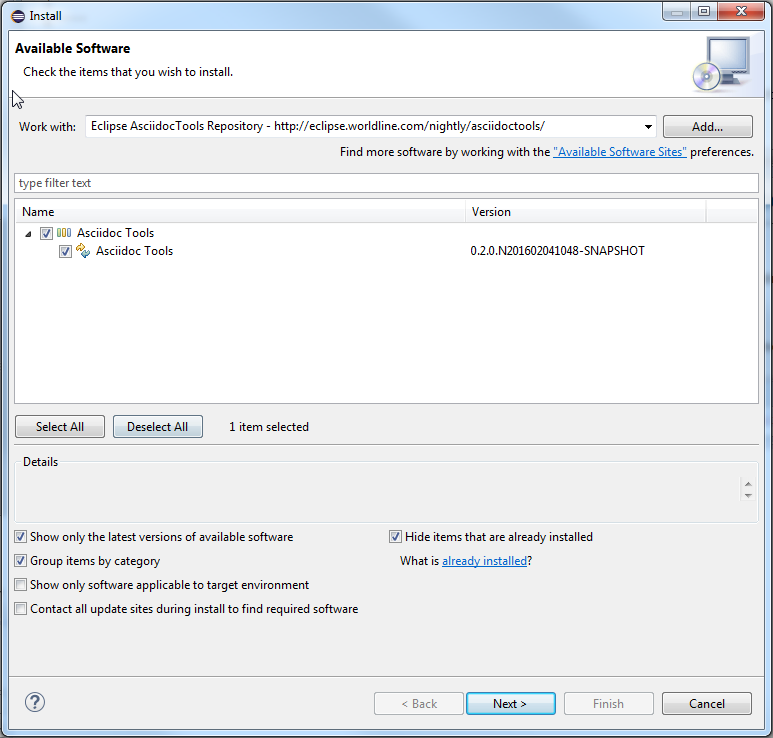 Install
Available Software
Check the items that you wish to install.
Work with: Eclipse AsciidocTools Repository - http://eclipse.worldline.com/nightly/asciidoctools/ Add...
Find more software by working with the "Available Software Sites" preferences.
type filter text
Name Version
Asciidoc Tools
Asciidoc Tools 0.2.0.N201602041048-SNAPSHOT
Select All Deselect All 1 item selected
Details
Show only the latest versions of available software Hide items that are already installed
Group items by category What is already installed?
Show only software applicable to target environment
Contact all update sites during install to find required software
? < Back Next > Finish Cancel